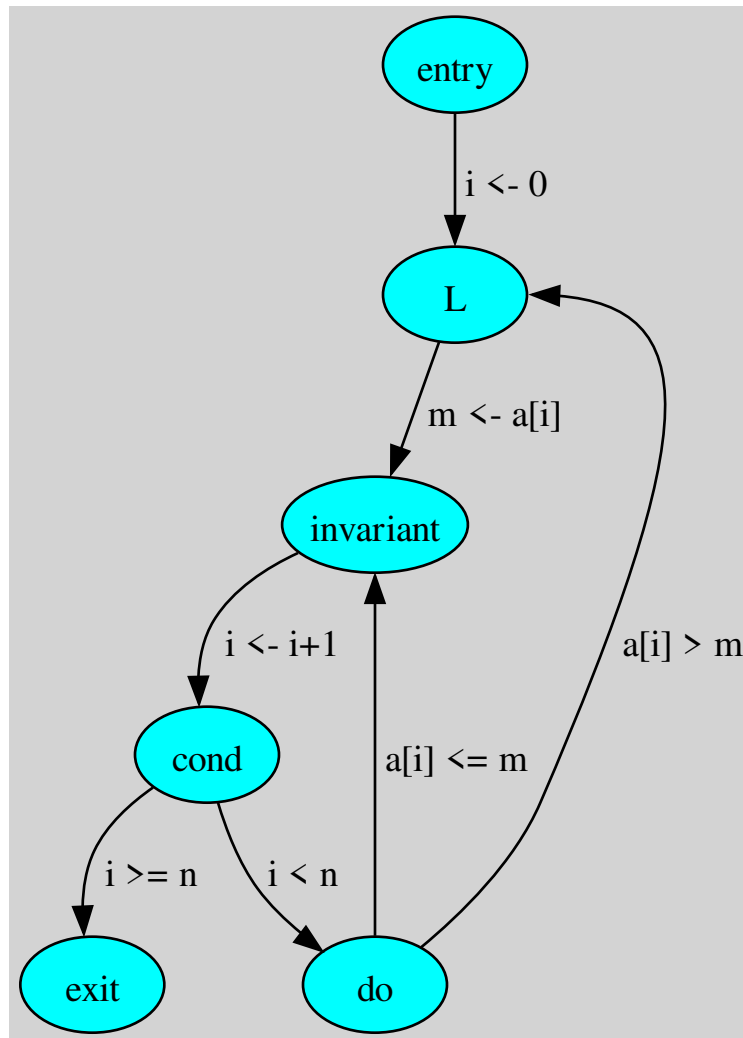 entry
i <- 0
L
m <- a[i]
invariant
i <- i+1
a[i] > m
cond
a[i] <= m
i >= n
i < n
exit
do